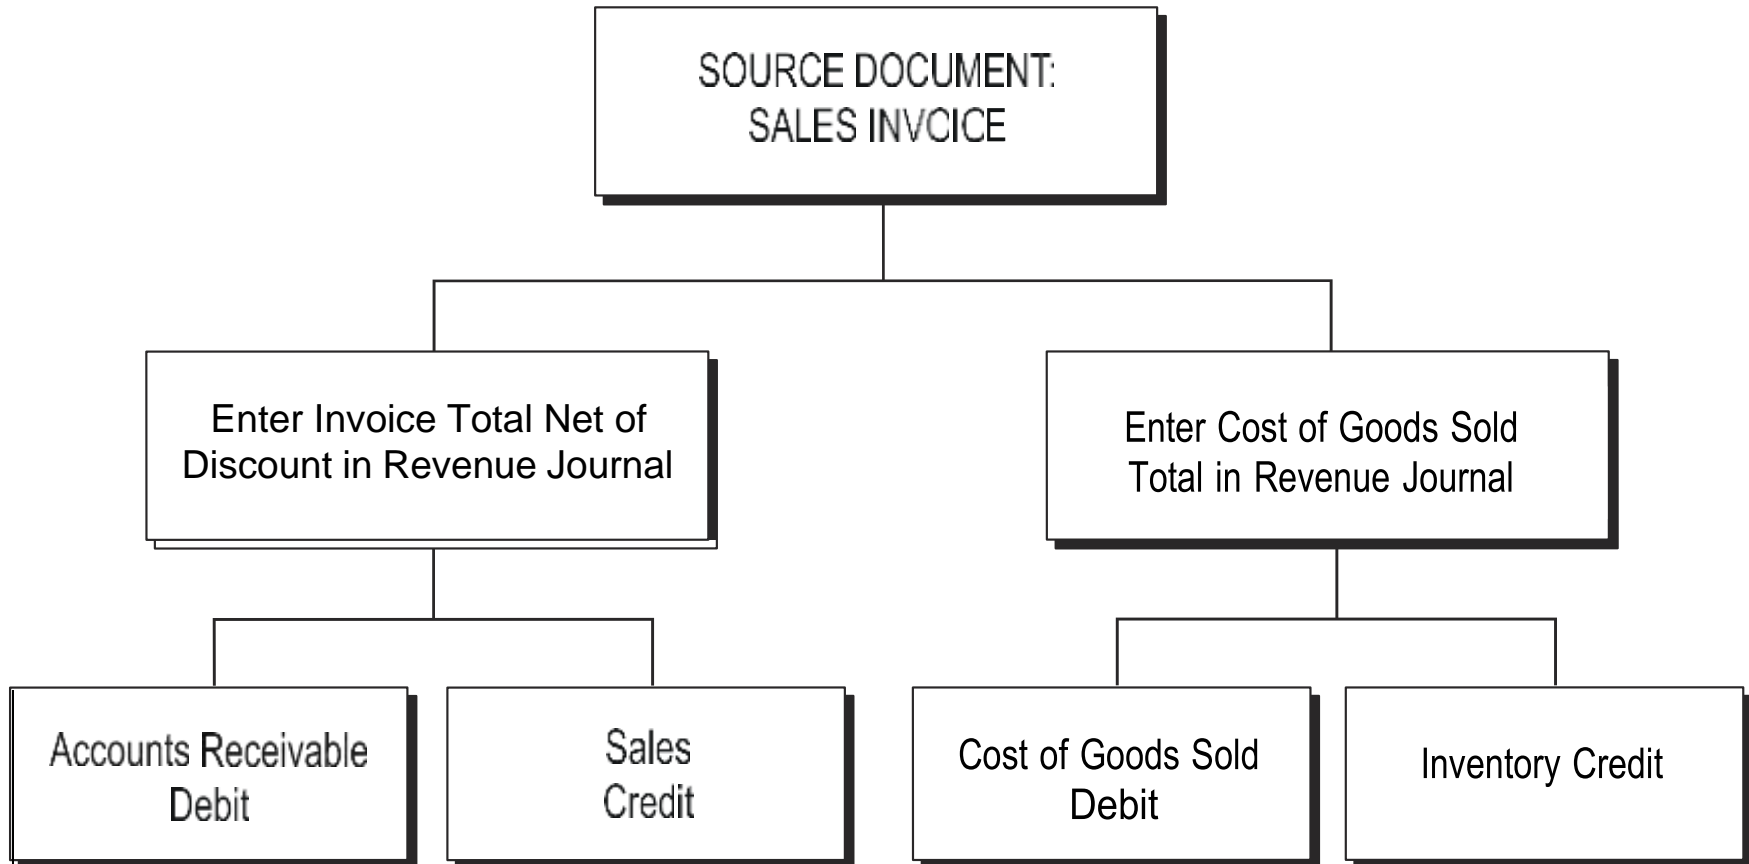 SOURCE DOCUMENT:
SALES INVOICE
Enter Invoice Total Net of
Discount in Revenue Journal
Enter Cost of Goods Sold
Total in Revenue Journal
Accounts Receivable
Debit
Sales
Credit
Cost of Goods Sold
Debit
Inventory Credit